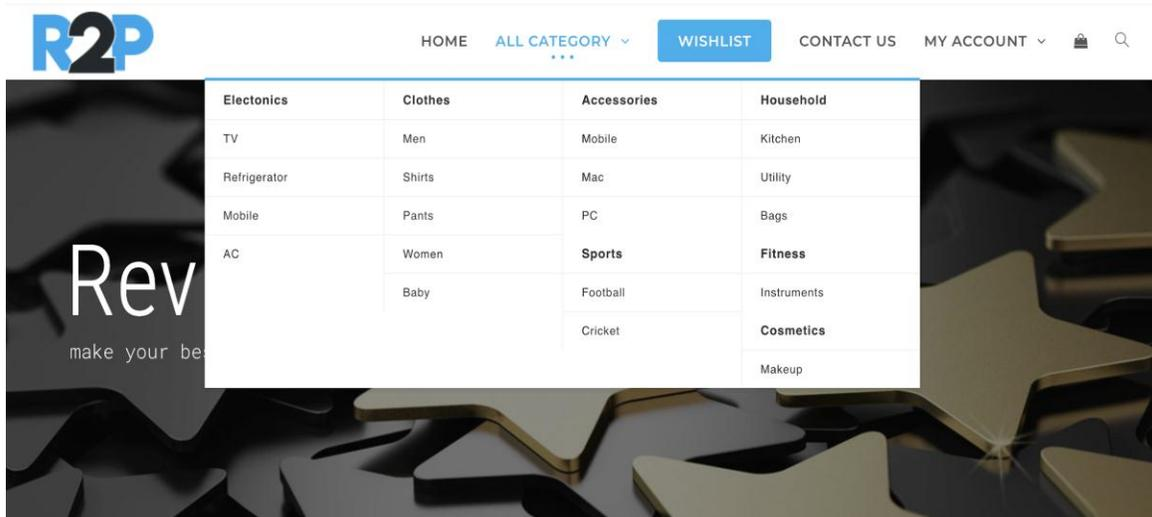 R2P
HOME ALL CATEGORY WISHLIST CONTACT US MY ACCOUNT
Electonics
TV
Refrigerator
Mobile
AC
Clothes
Men
Shirts
Pants
Women
Baby
Accessories
Mobile
Mac
PC
Sports
Football
Cricket
Household
Kitchen
Utility
Bags
Fitness
Instruments
Cosmetics
Makeup
Rev
make your be